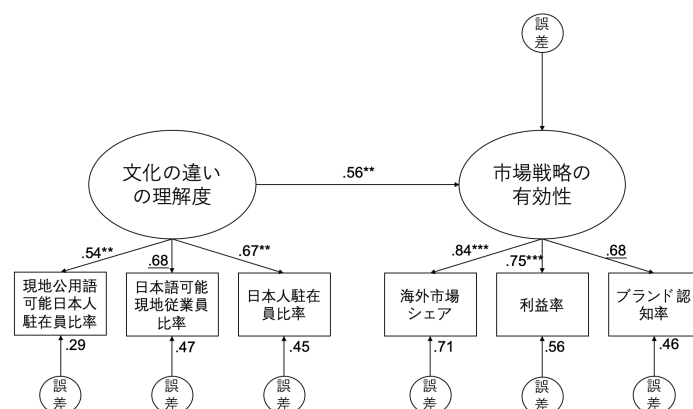 誤
差
文化の違い
の理解度
.56**
市場戦略の
有効性
.54**
.68
.67**
.84***
.75***
.68
現地公用語
可能日本人
駐在員比率
日本語可能
現地従業員
比率
日本人駐在
員比率
海外市場
シェア
利益率
ブランド認
知率
.29
.47
.45
.71
.56
.46
誤
差
誤
差
誤
差
誤
差
誤
差
誤
差